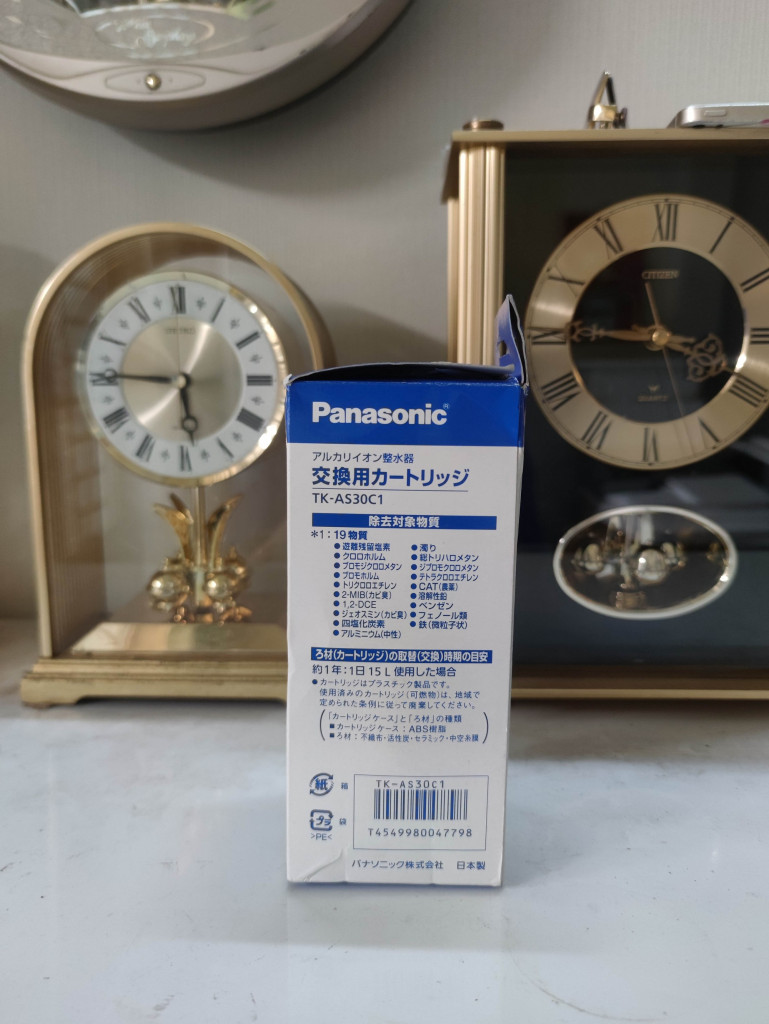 Panasonic®
アルカリイオン整水器
交換用カートリッジ
TK-AS30C1
除去対象物質
*1：19物質
●遊離残留塩素
●クロロホルム
●ブロモジクロロメタン
●ブロモホルム
●トリクロロエチレン
●2-MIB(カビ臭)
●1,2-DCE
●ジェオスミン(カビ臭)
●四塩化炭素
●アルミニウム(中性)
●濁り
●総トリハロメタン
●ジブロモクロロメタン
●テトラクロロエチレン
●CAT(農薬)
●溶解性鉛
●ベンゼン
●フェノール類
●鉄(微粒子状)
ろ材(カートリッジ)の取替(交換)時期の目安
約1年：1日15L使用した場合
●カートリッジはプラスチック製品です。
使用済みのカートリッジ(可燃物)は、地域で
定められた条例に従って廃棄してください。
「カートリッジケース」と「ろ材」の種類
■カートリッジケース：ABS樹脂
■ろ材：不織布・活性炭・セラミック・中空糸膜
紙 箱
プラ 袋
>PE<
TK-AS30C1
T4549980047798
パナソニック株式会社 日本製
SEIKO
XII
I
II
III
IIII
V
VI
VII
VIII
IX
X
XI
CITIZEN
QUARTZ